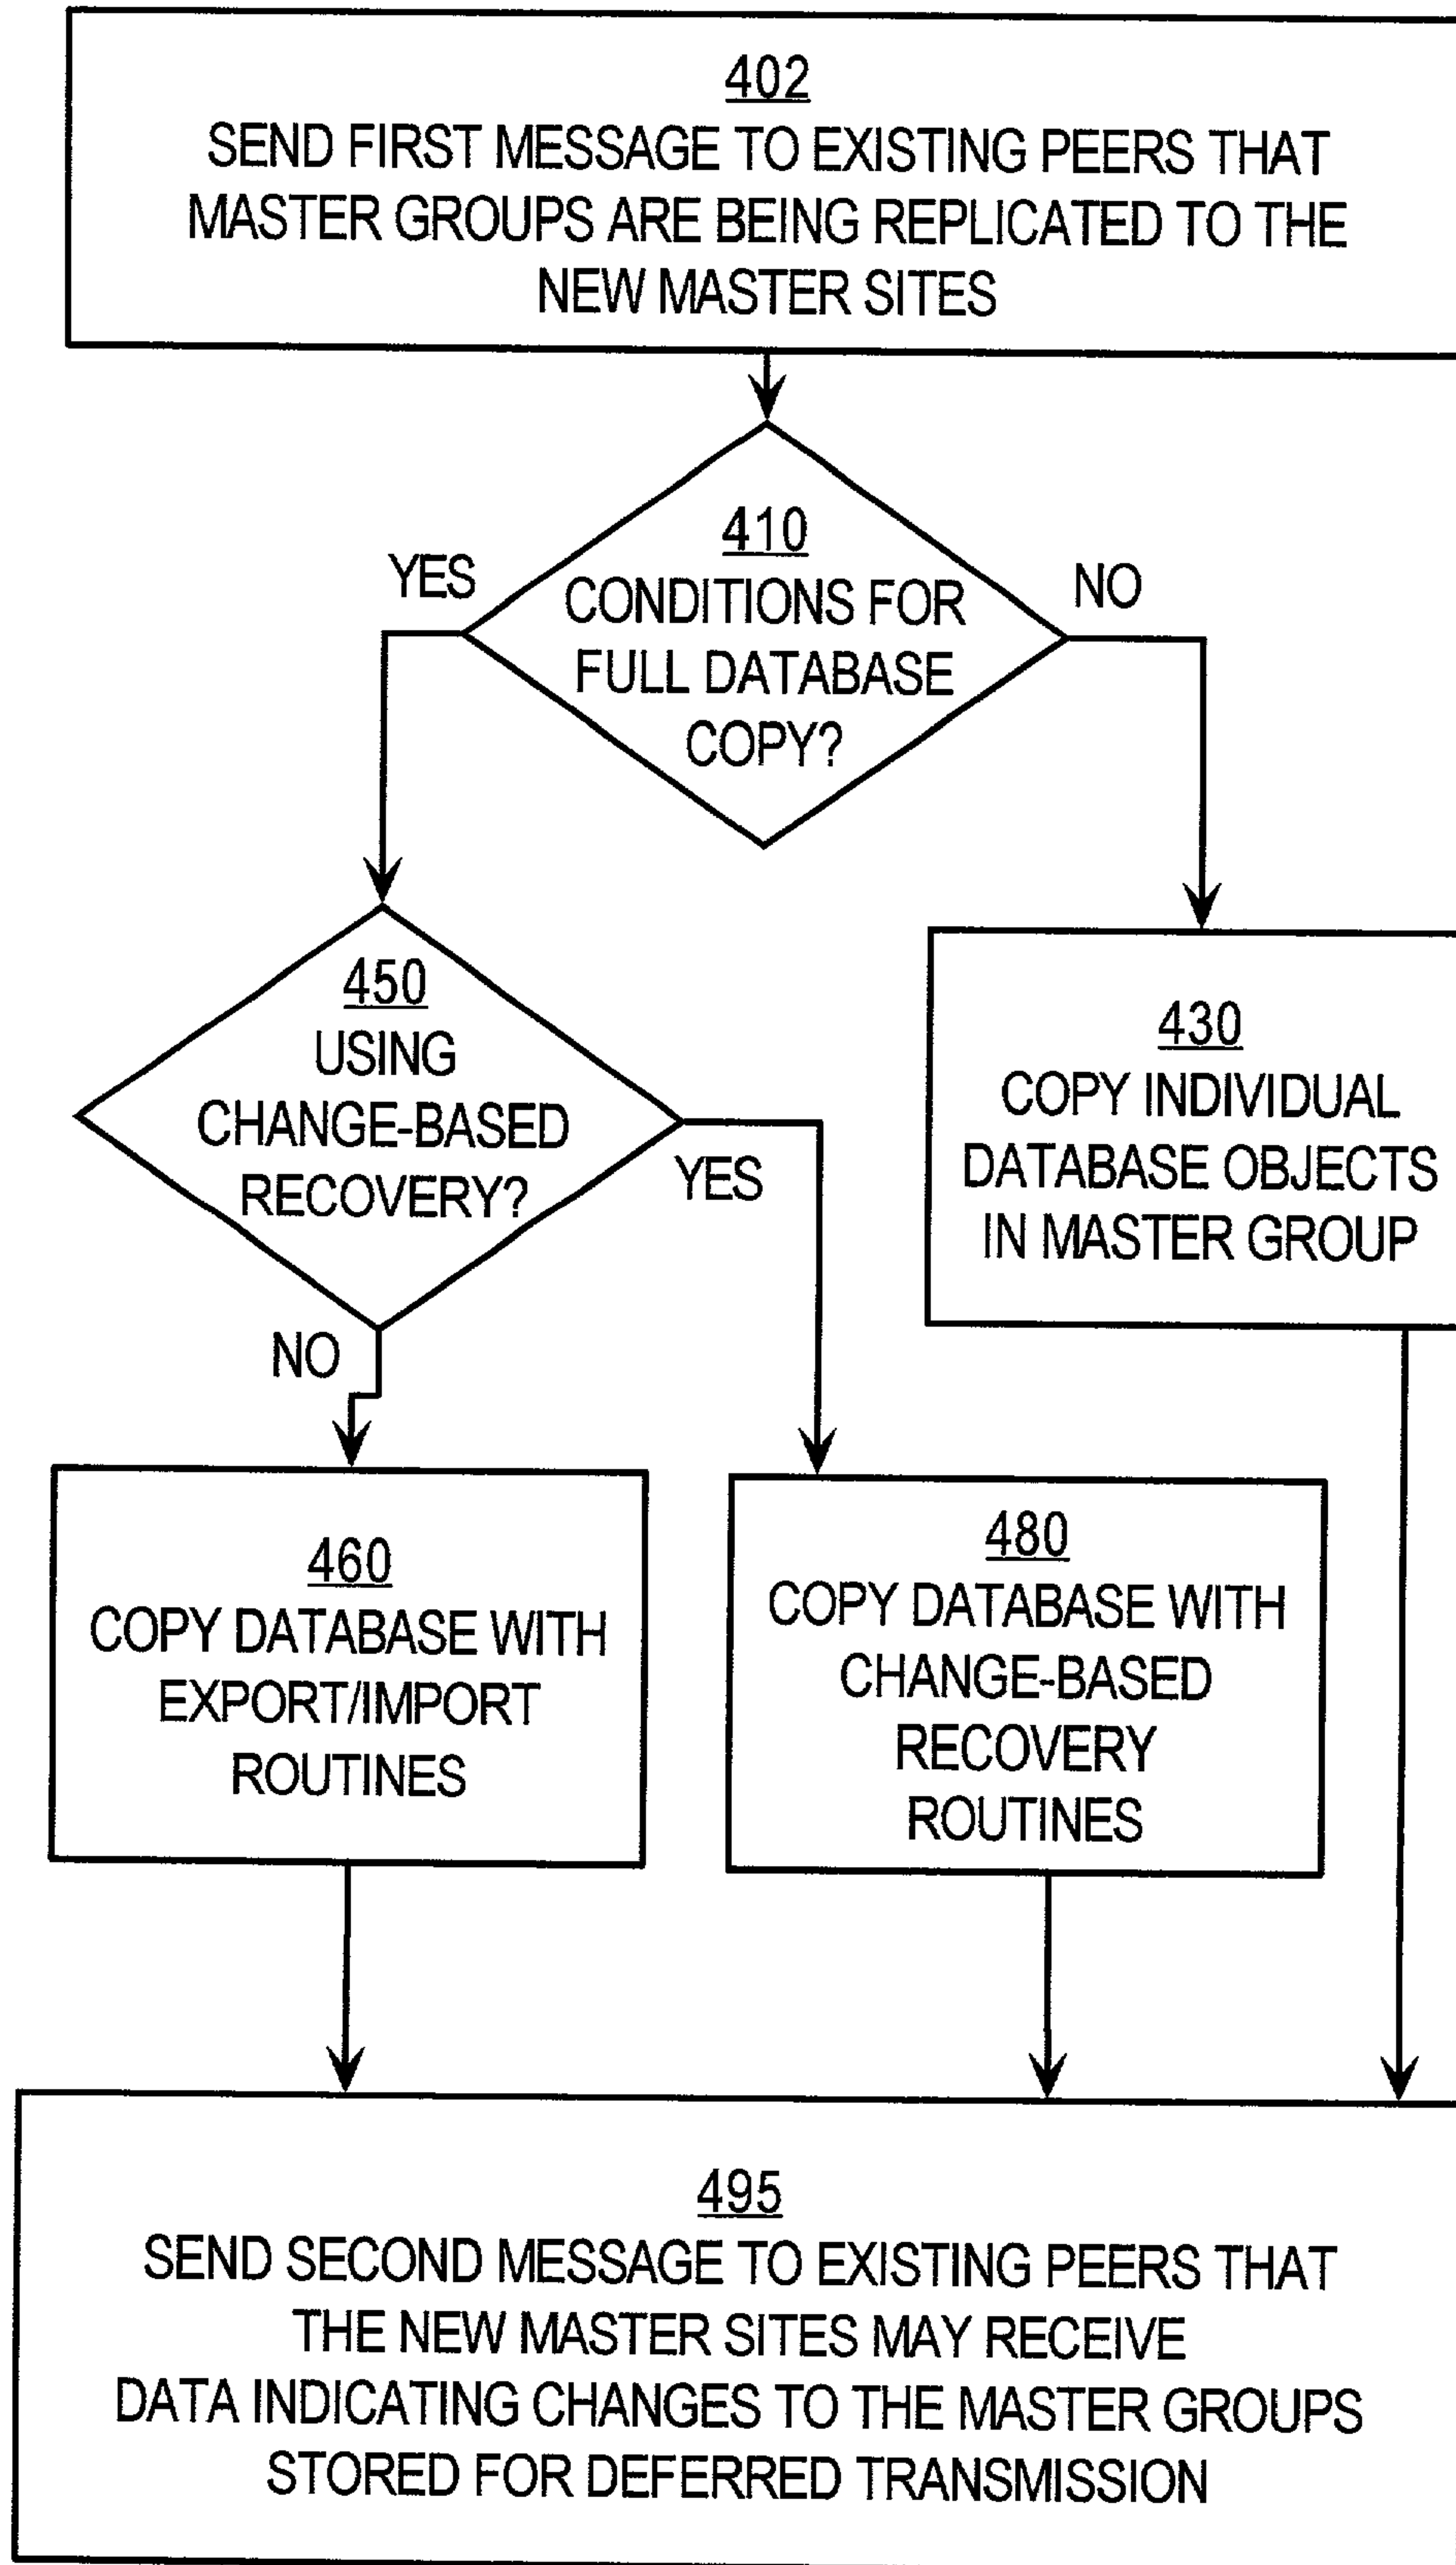 402
SEND FIRST MESSAGE TO EXISTING PEERS THAT
MASTER GROUPS ARE BEING REPLICATED TO THE
NEW MASTER SITES
410
CONDITIONS FOR
FULL DATABASE
COPY?
YES
NO
450
USING
CHANGE-BASED
RECOVERY?
YES
NO
430
COPY INDIVIDUAL
DATABASE OBJECTS
IN MASTER GROUP
460
COPY DATABASE WITH
EXPORT/IMPORT
ROUTINES
480
COPY DATABASE WITH
CHANGE-BASED
RECOVERY
ROUTINES
495
SEND SECOND MESSAGE TO EXISTING PEERS THAT
THE NEW MASTER SITES MAY RECEIVE
DATA INDICATING CHANGES TO THE MASTER GROUPS
STORED FOR DEFERRED TRANSMISSION